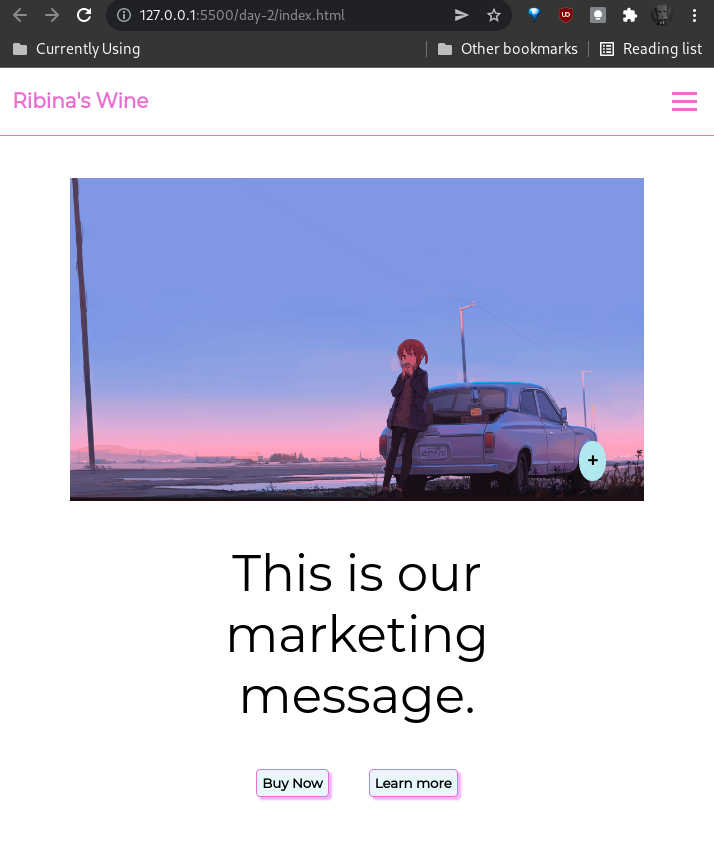 127.0.0.1:5500/day-2/index.html
Currently Using
Other bookmarks
Reading list
Ribina's Wine
+
This is our
marketing
message.
Buy Now
Learn more